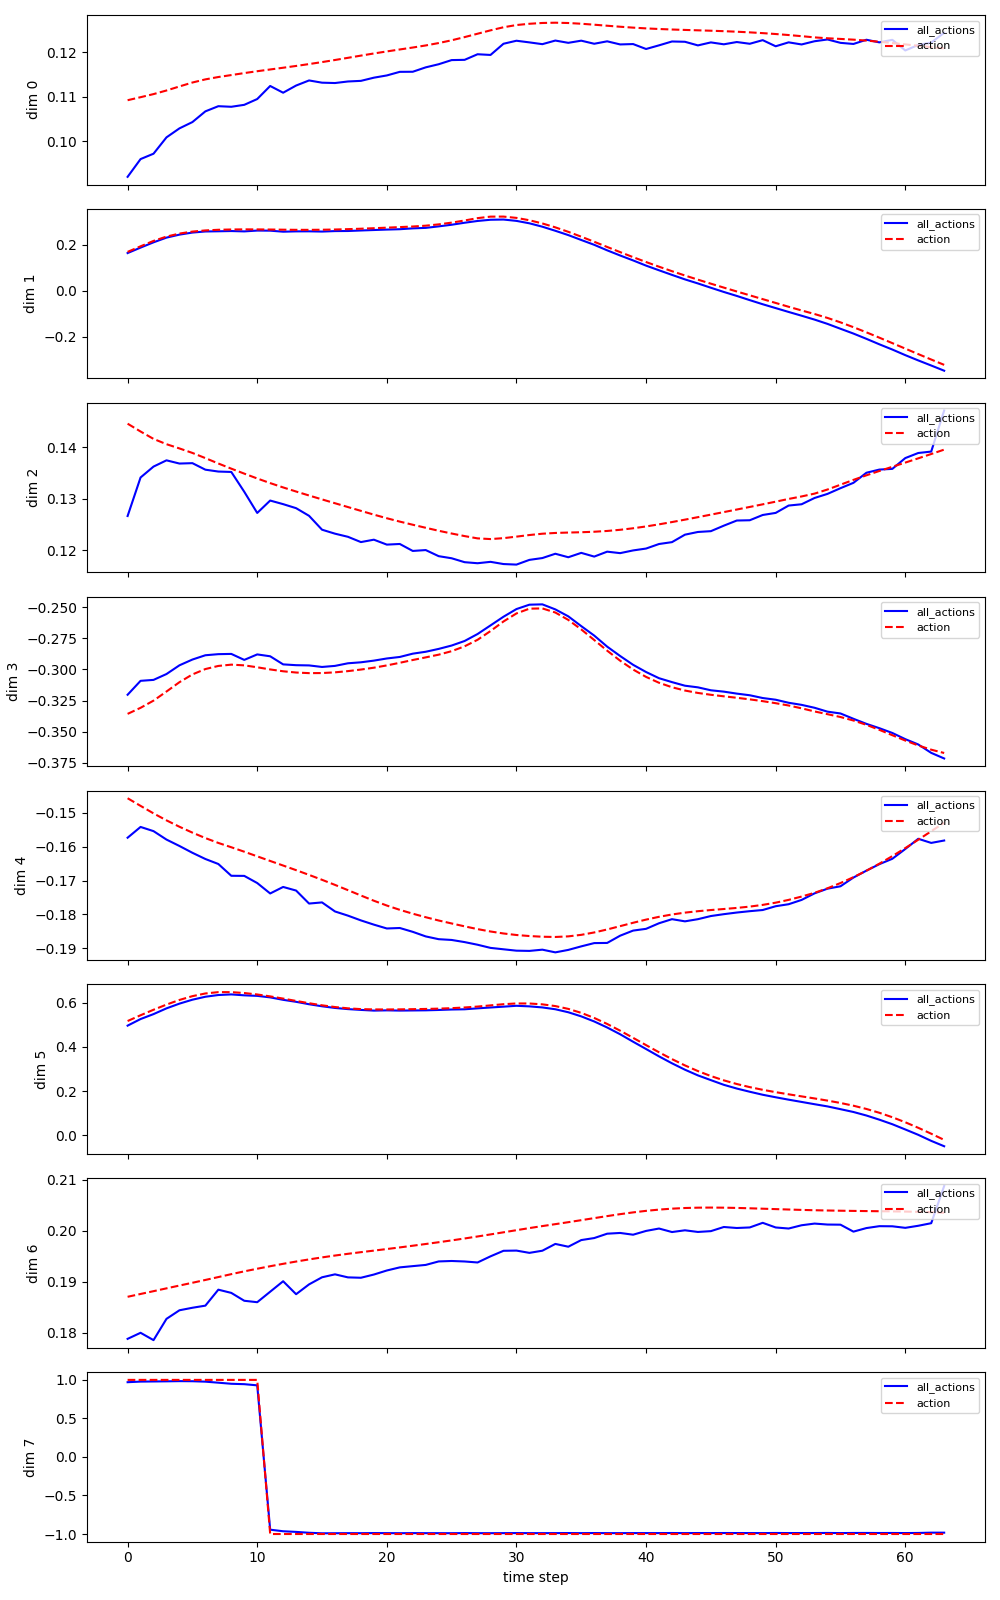 all_actions
action
0.12
0.11
0.10
dim 0
all_actions
action
0.2
0.0
−0.2
dim 1
all_actions
action
0.14
0.13
0.12
dim 2
all_actions
action
−0.250
−0.275
−0.300
−0.325
−0.350
−0.375
dim 3
all_actions
action
−0.15
−0.16
−0.17
−0.18
−0.19
dim 4
all_actions
action
0.6
0.4
0.2
0.0
dim 5
all_actions
action
0.21
0.20
0.19
0.18
dim 6
all_actions
action
1.0
0.5
0.0
−0.5
−1.0
dim 7
0 10 20 30 40 50 60
time step